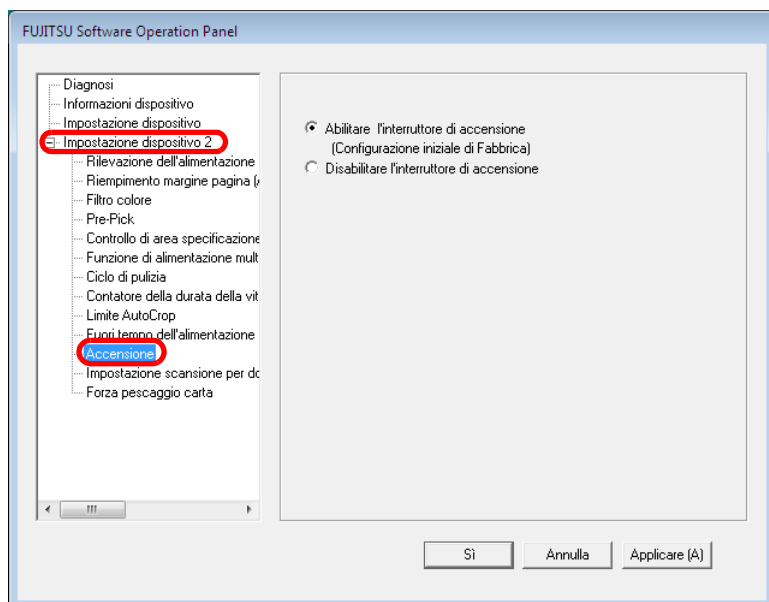 FUJITSU Software Operation Panel
Diagnosi
Informazioni dispositivo
Impostazione dispositivo
Impostazione dispositivo 2
Rilevazione dell'alimentazione
Riempimento margine pagina (
Filtro colore
Pre-Pick
Controllo di area specificazione
Funzione di alimentazione mult
Ciclo di pulizia
Contatore della durata della vit
Limite AutoCrop
Fuori tempo dell'alimentazione
Accensione
Impostazione scansione per do
Forza pescaggio carta
Abilitare l'interruttore di accensione
(Configurazione iniziale di Fabbrica)
Disabilitare l'interruttore di accensione
Sì
Annulla
Applicare (A)